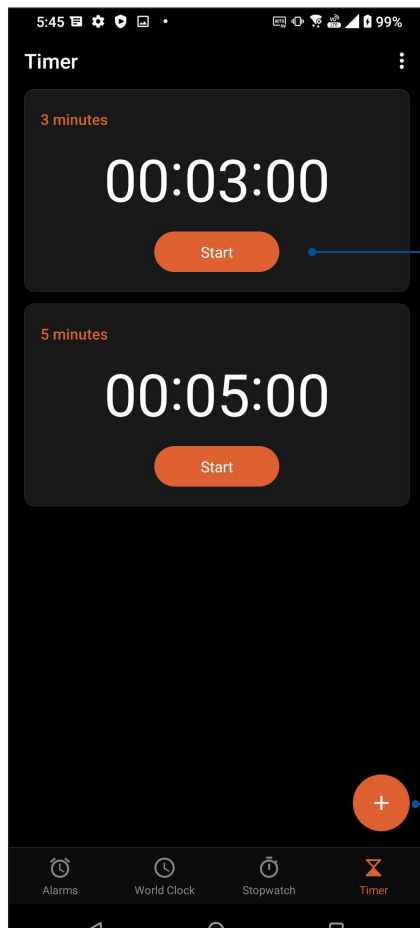 5:45 99%
Timer
3 minutes
00:03:00
Start
5 minutes
00:05:00
Start
+
Alarms World Clock Stopwatch Timer